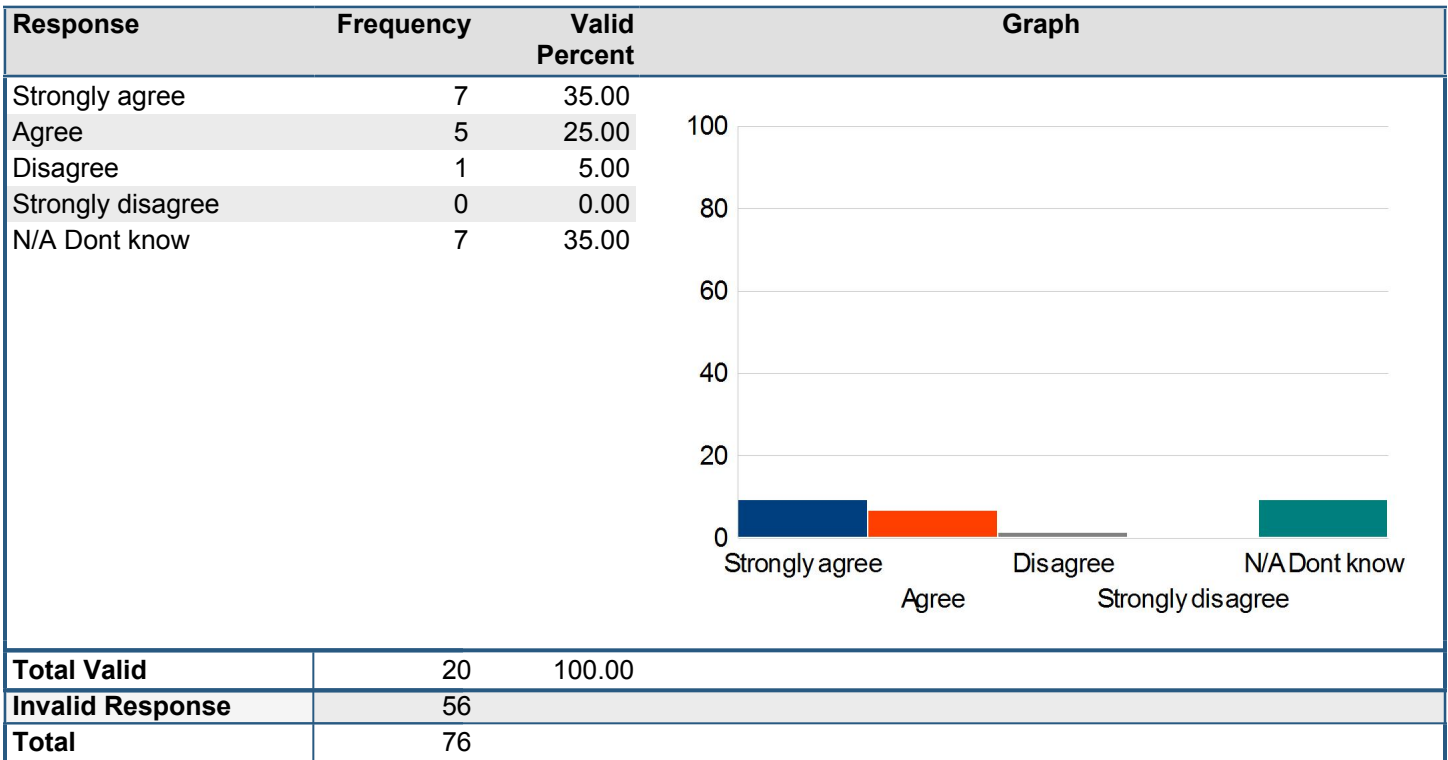 Response Frequency Valid Percent Graph
Strongly agree 7 35.00
Agree 5 25.00
Disagree 1 5.00
Strongly disagree 0 0.00
N/A Dont know 7 35.00
100
80
60
40
20
0
Strongly agree Disagree N/A Dont know
Agree Strongly disagree
Total Valid 20 100.00
Invalid Response 56
Total 76